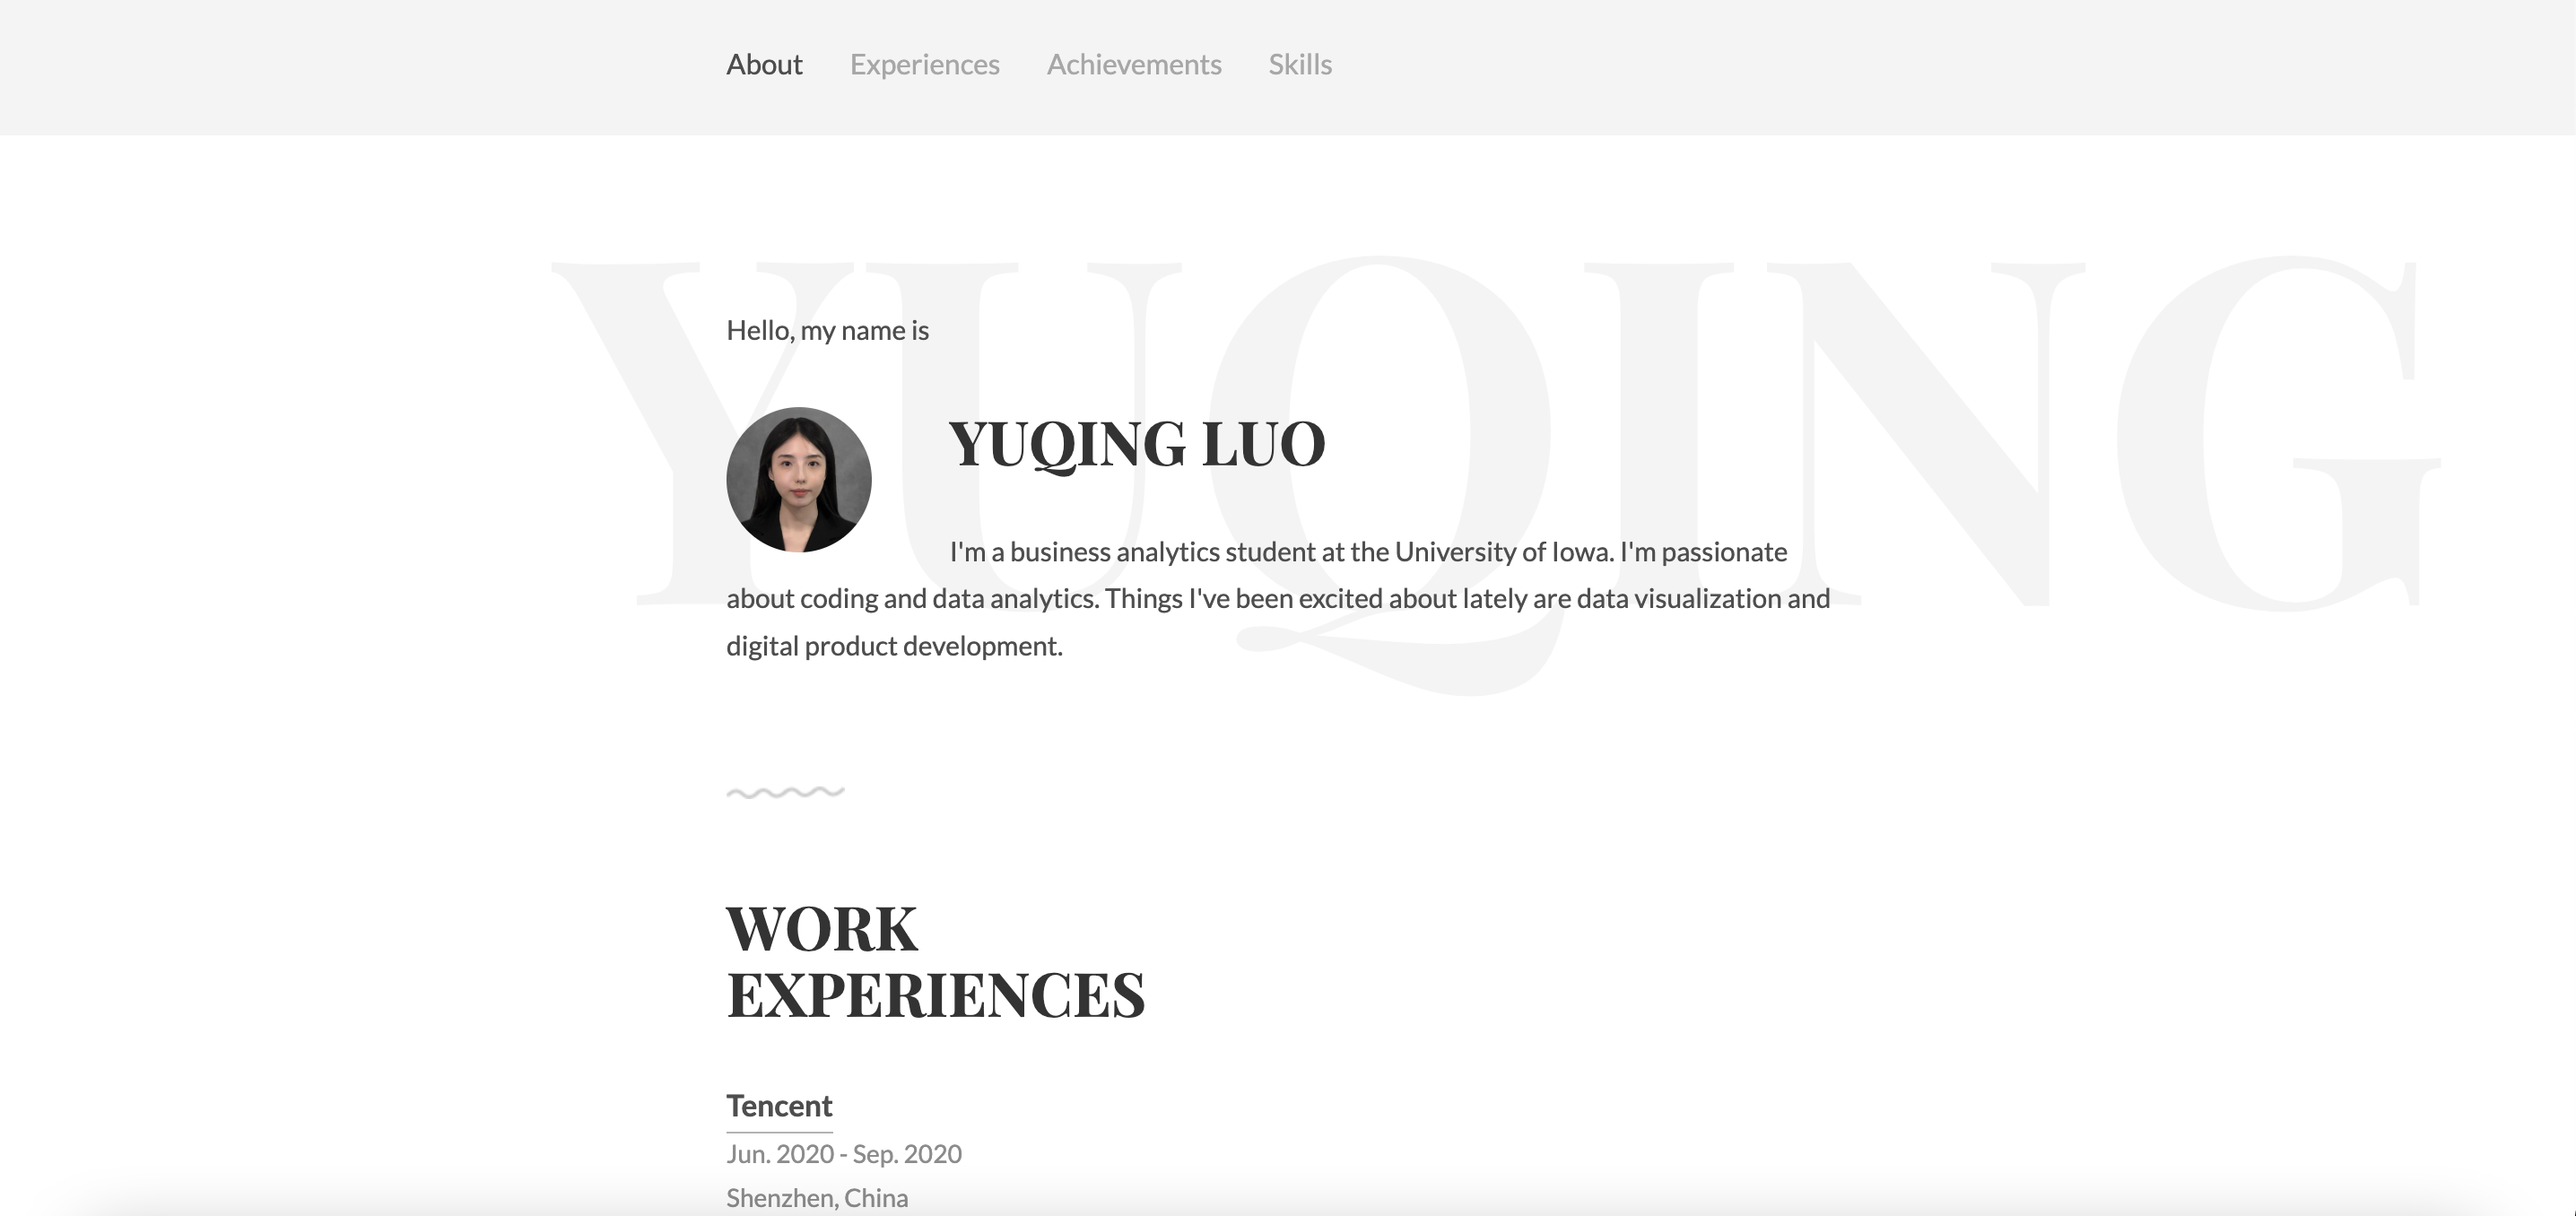 About Experiences Achievements Skills
YUQING
Hello, my name is
YUQING LUO
I'm a business analytics student at the University of Iowa. I'm passionate
about coding and data analytics. Things I've been excited about lately are data visualization and
digital product development.
WORK
EXPERIENCES
Tencent
Jun. 2020 - Sep. 2020
Shenzhen, China